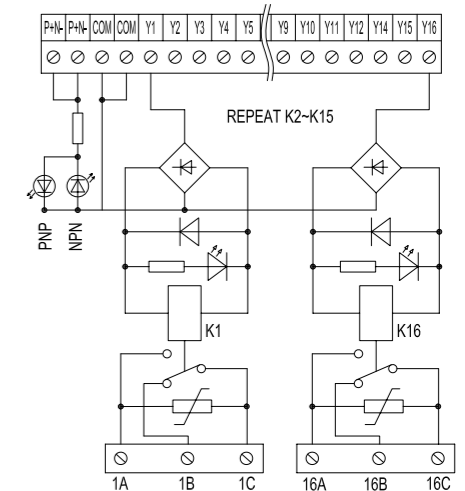 P+N- P+N- COM COM Y1 Y2 Y3 Y4 Y5 Y9 Y10 Y11 Y12 Y14 Y15 Y16
REPEAT K2~K15
PNP NPN
K1 K16
1A 1B 1C 16A 16B 16C